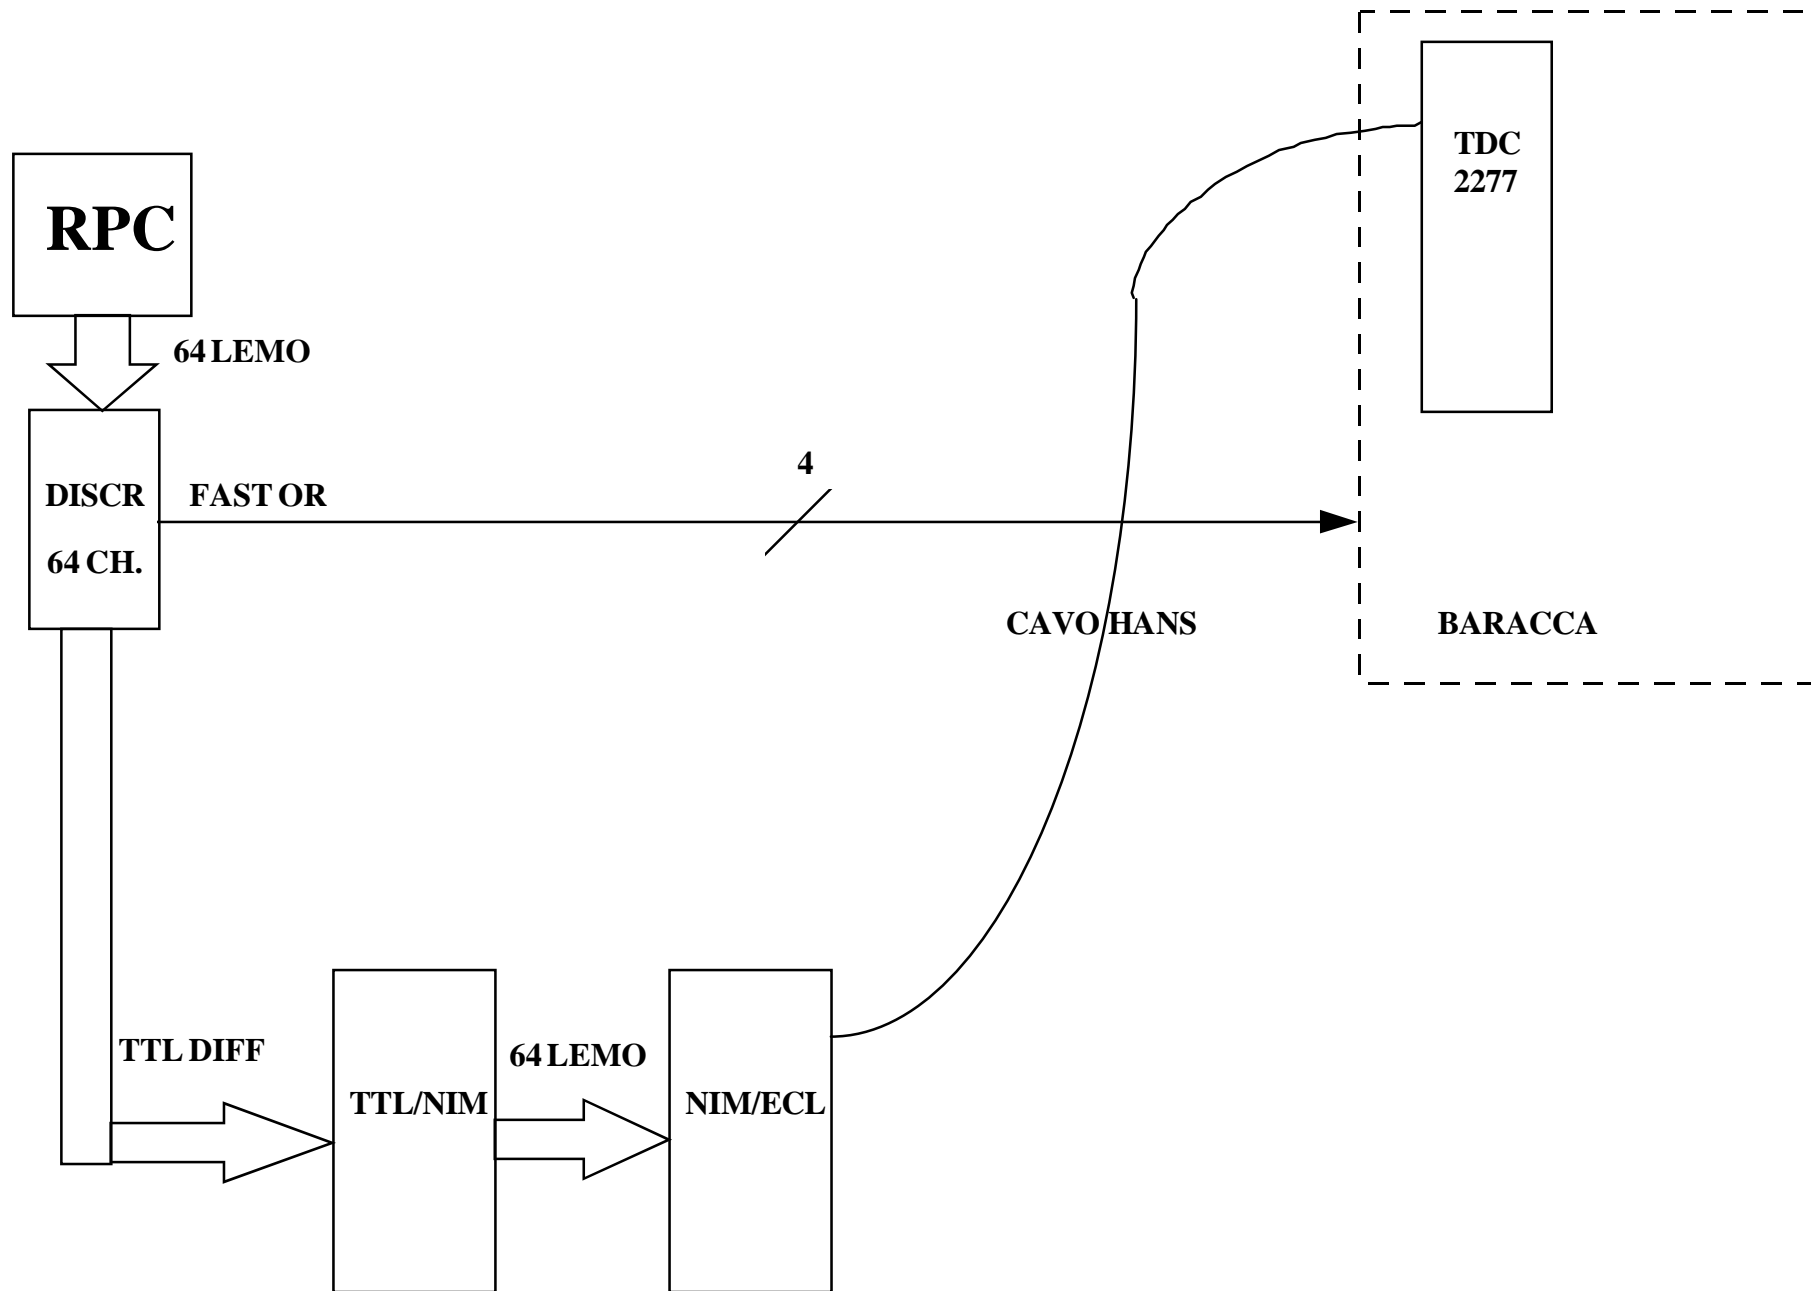 TDC
2277
RPC
64 LEMO
4
DISCR
FAST OR
64 CH.
CAVO HANS
BARACCA
TTL DIFF
64 LEMO
TTL/NIM
NIM/ECL